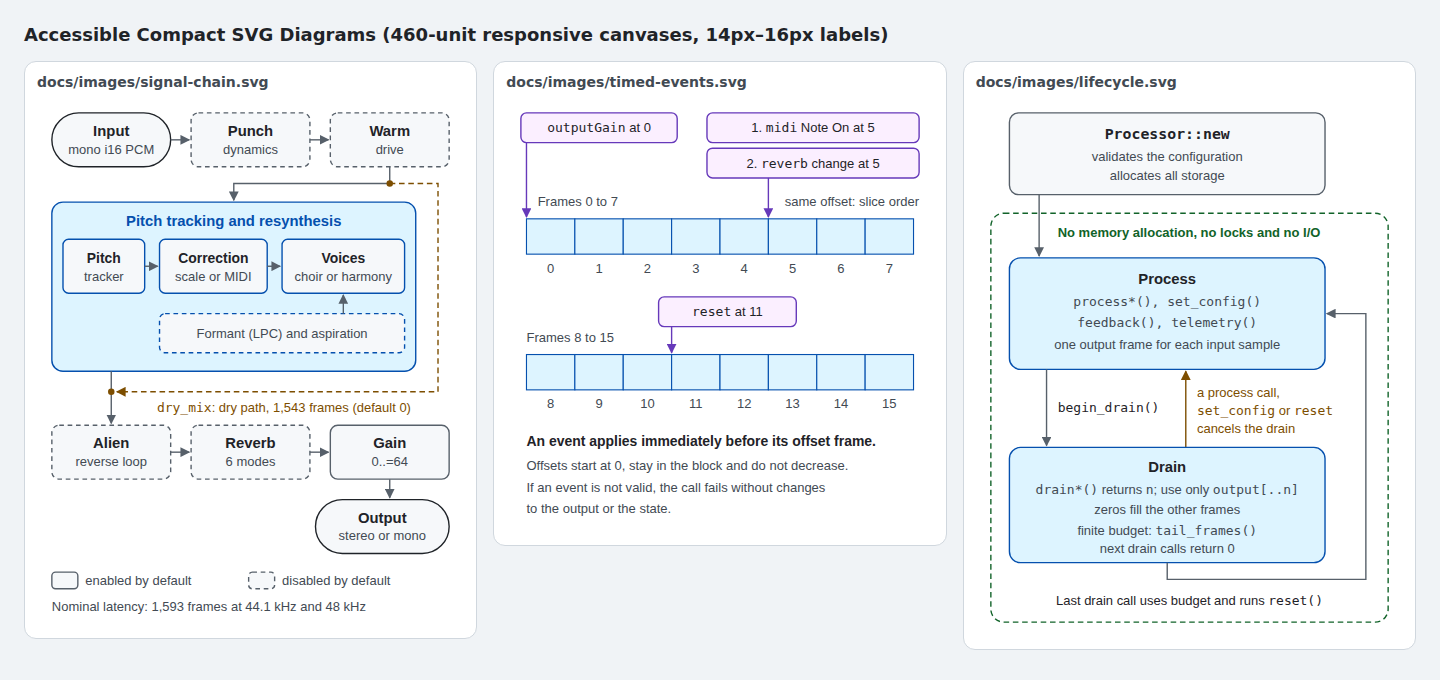 Accessible Compact SVG Diagrams (460-unit responsive canvases, 14px–16px labels)
docs/images/signal-chain.svg
Input
mono i16 PCM
Punch
dynamics
Warm
drive
Pitch tracking and resynthesis
Pitch
tracker
Correction
scale or MIDI
Voices
choir or harmony
Formant (LPC) and aspiration
dry_mix: dry path, 1,543 frames (default 0)
Alien
reverse loop
Reverb
6 modes
Gain
0..=64
Output
stereo or mono
enabled by default
disabled by default
Nominal latency: 1,593 frames at 44.1 kHz and 48 kHz
docs/images/timed-events.svg
outputGain at 0
1. midi Note On at 5
2. reverb change at 5
Frames 0 to 7
same offset: slice order
0 1 2 3 4 5 6 7
reset at 11
Frames 8 to 15
8 9 10 11 12 13 14 15
An event applies immediately before its offset frame.
Offsets start at 0, stay in the block and do not decrease.
If an event is not valid, the call fails without changes
to the output or the state.
docs/images/lifecycle.svg
Processor::new
validates the configuration
allocates all storage
No memory allocation, no locks and no I/O
Process
process*(), set_config()
feedback(), telemetry()
one output frame for each input sample
begin_drain()
a process call,
set_config or reset
cancels the drain
Drain
drain*() returns n; use only output[..n]
zeros fill the other frames
finite budget: tail_frames()
next drain calls return 0
Last drain call uses budget and runs reset()